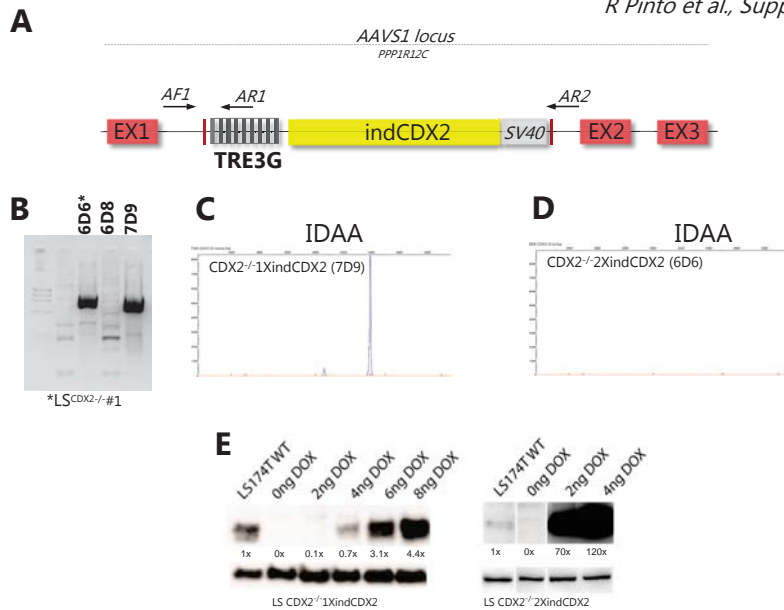 R Pinto et al., Supp
A
AAVS1 locus
PPP1R12C
AF1 AR1 AR2
EX1 indCDX2 SV40 EX2 EX3
TRE3G
B
6D6* 6D8 7D9
*LSCDX2-/-#1
C
IDAA
CDX2-/-1XindCDX2 (7D9)
D
IDAA
CDX2-/-2XindCDX2 (6D6)
E
LS174T WT 0ng DOX 2ng DOX 4ng DOX 6ng DOX 8ng DOX
1x 0x 0.1x 0.7x 3.1x 4.4x
LS CDX2-/-1XindCDX2
LS174T WT 0ng DOX 2ng DOX 4ng DOX
1x 0x 70x 120x
LS CDX2-/-2XindCDX2